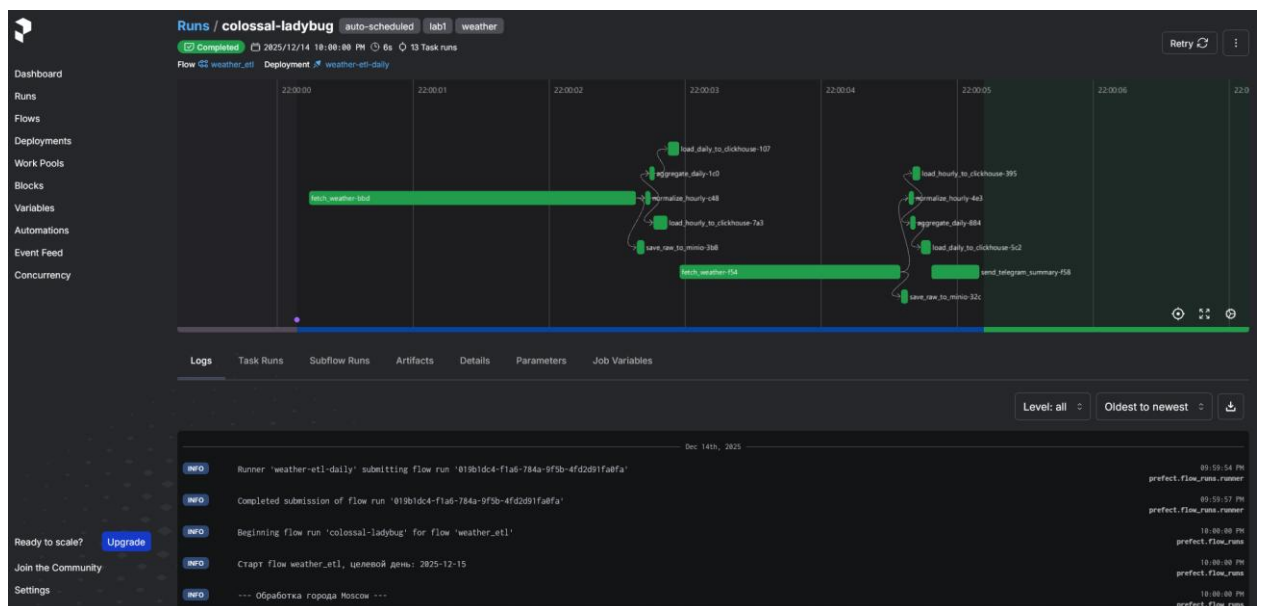 Runs / colossal-ladybug auto-scheduled lab1 weather
Completed 2025/12/14 10:00:00 PM 6s 13 Task runs
Flow weather_etl Deployment weather-etl-daily
Retry
Dashboard
Runs
Flows
Deployments
Work Pools
Blocks
Variables
Automations
Event Feed
Concurrency
Ready to scale? Upgrade
Join the Community
Settings
22:00:00 22:00:01 22:00:02 22:00:03 22:00:04 22:00:05 22:00:06 22:0
load_daily_to_clickhouse-107
aggregate_daily-1c0
fetch_weather-bbd
normalize_hourly-c48
load_hourly_to_clickhouse-7a3
save_raw_to_minio-3b8
load_hourly_to_clickhouse-395
normalize_hourly-4e3
aggregate_daily-884
load_daily_to_clickhouse-5c2
fetch_weather-f54
send_telegram_summary-f58
save_raw_to_minio-32c
Logs Task Runs Subflow Runs Artifacts Details Parameters Job Variables
Level: all Oldest to newest
Dec 14th, 2025
INFO Runner 'weather-etl-daily' submitting flow run '019b1dc4-f1a6-784a-9f5b-4fd2d91fa0fa' 09:59:54 PM
prefect.flow_runs.runner
INFO Completed submission of flow run '019b1dc4-f1a6-784a-9f5b-4fd2d91fa0fa' 09:59:57 PM
prefect.flow_runs.runner
INFO Beginning flow run 'colossal-ladybug' for flow 'weather_etl' 10:00:00 PM
prefect.flow_runs
INFO Старт flow weather_etl, целевой день: 2025-12-15 10:00:00 PM
prefect.flow_runs
INFO --- Обработка города Moscow --- 10:00:00 PM
prefect.flow_runs